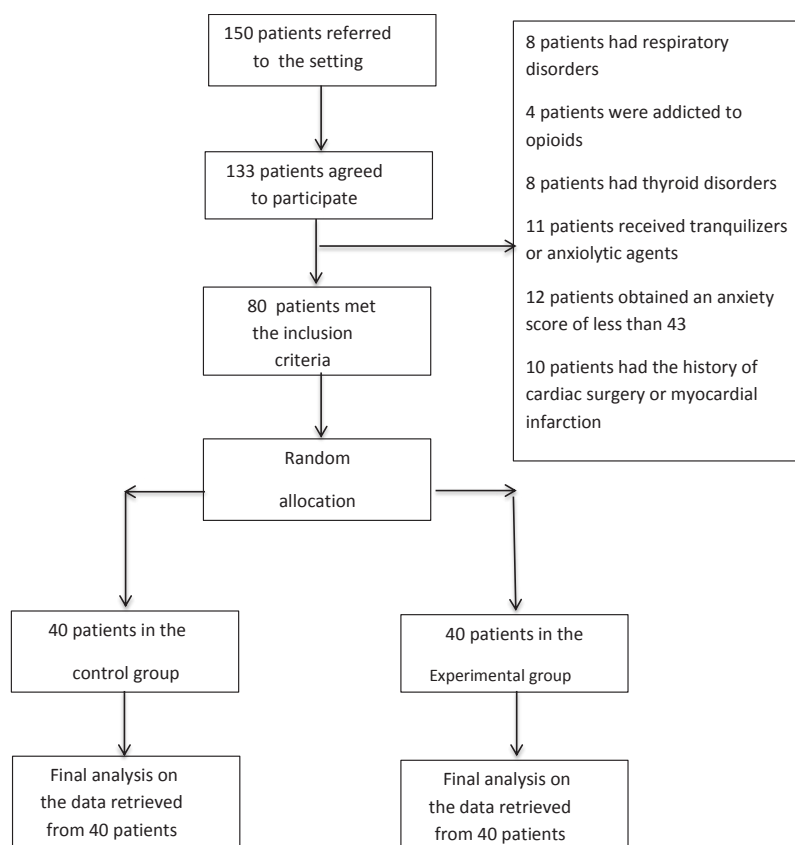 150 patients referred
to the setting
133 patients agreed
to participate
8 patients had respiratory
disorders
4 patients were addicted to
opioids
8 patients had thyroid disorders
11 patients received tranquilizers
or anxiolytic agents
12 patients obtained an anxiety
score of less than 43
10 patients had the history of
cardiac surgery or myocardial
infarction
80 patients met
the inclusion
criteria
Random
allocation
40 patients in the
control group
40 patients in the
Experimental group
Final analysis on
the data retrieved
from 40 patients
Final analysis on
the data retrieved
from 40 patients